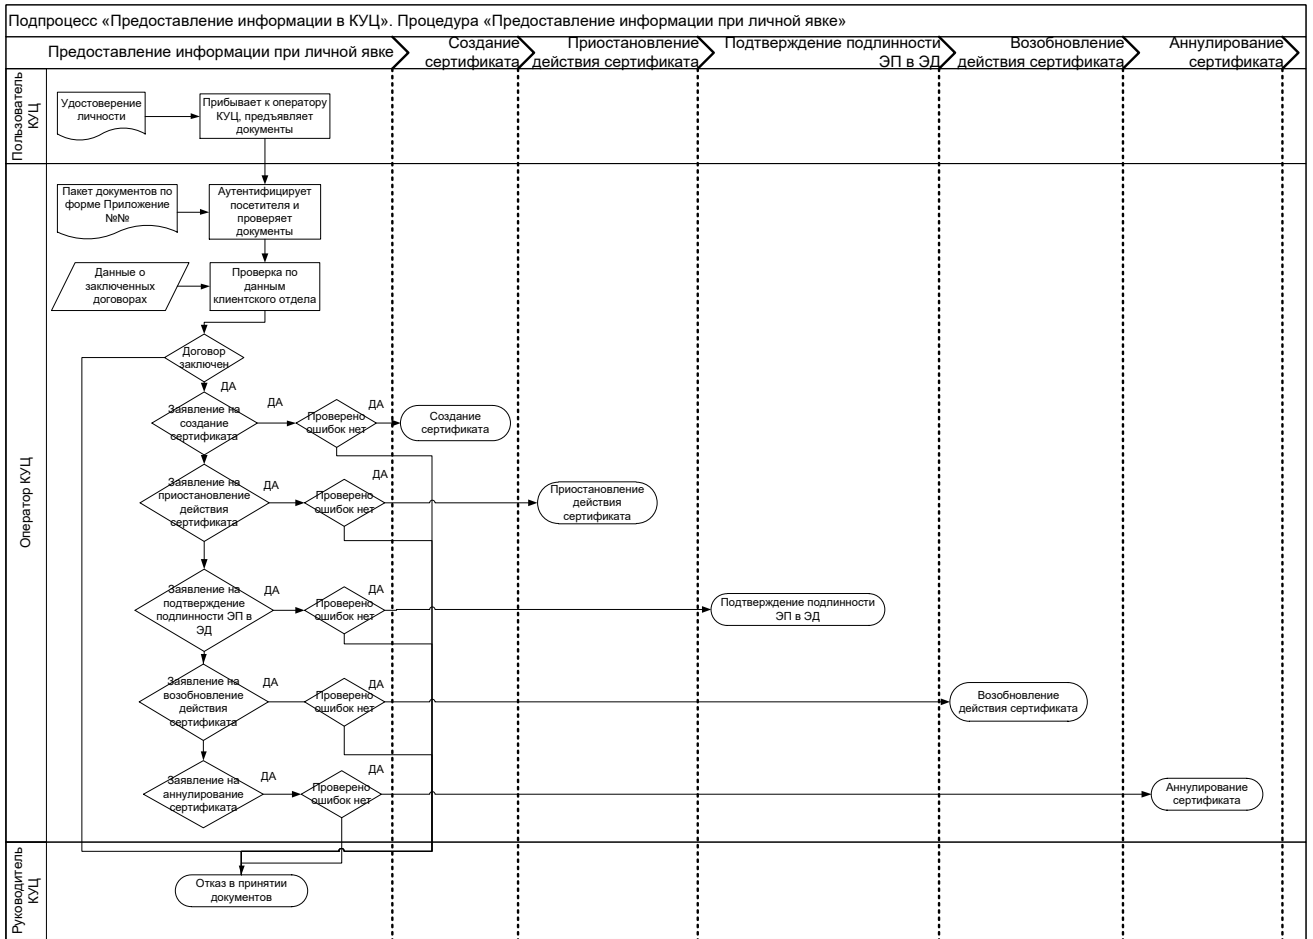 Подпроцесс «Предоставление информации в КУЦ». Процедура «Предоставление информации при личной явке»
Предоставление информации при личной явке
Создание
сертификата
Приостановление
действия сертификата
Подтверждение подлинности
ЭП в ЭД
Возобновление
действия сертификата
Аннулирование
сертификата
Пользователь
КУЦ
Удостоверение
личности
Прибывает к оператору
КУЦ, предъявляет
документы
Оператор КУЦ
Пакет документов по
форме Приложение
№№
Аутентифицирует
посетителя и
проверяет
документы
Данные о
заключенных
договорах
Проверка по
данным
клиентского отдела
Договор
заключен
ДА
Заявление на
создание
сертификата
ДА
Проверено
ошибок нет
ДА
Создание
сертификата
Заявление на
приостановление
действия
сертификата
ДА
Проверено
ошибок нет
ДА
Приостановление
действия
сертификата
Заявление на
подтверждение
подлинности ЭП в
ЭД
ДА
Проверено
ошибок нет
ДА
Подтверждение подлинности
ЭП в ЭД
Заявление на
возобновление
действия
сертификата
ДА
Проверено
ошибок нет
ДА
Возобновление
действия сертификата
Заявление на
аннулирование
сертификата
ДА
Проверено
ошибок нет
ДА
Аннулирование
сертификата
Руководитель
КУЦ
Отказ в принятии
документов